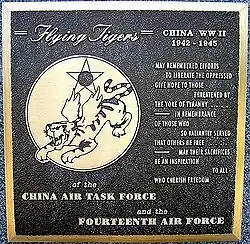 Flying Tigers
CHINA WW II
1942 - 1945
MAY REMEMBERED EFFORTS
TO LIBERATE THE OPPRESSED
GIVE HOPE TO THOSE
THREATENED BY
THE YOKE OF TYRANNY . . . .
— IN REMEMBRANCE
OF THOSE WHO
SO VALIANTLY SERVED
THAT OTHERS BE FREE . . . .
— MAY THEIR SACRIFICES
BE AN INSPIRATION
TO ALL
WHO CHERISH FREEDOM
of the
CHINA AIR TASK FORCE
and the
FOURTEENTH AIR FORCE